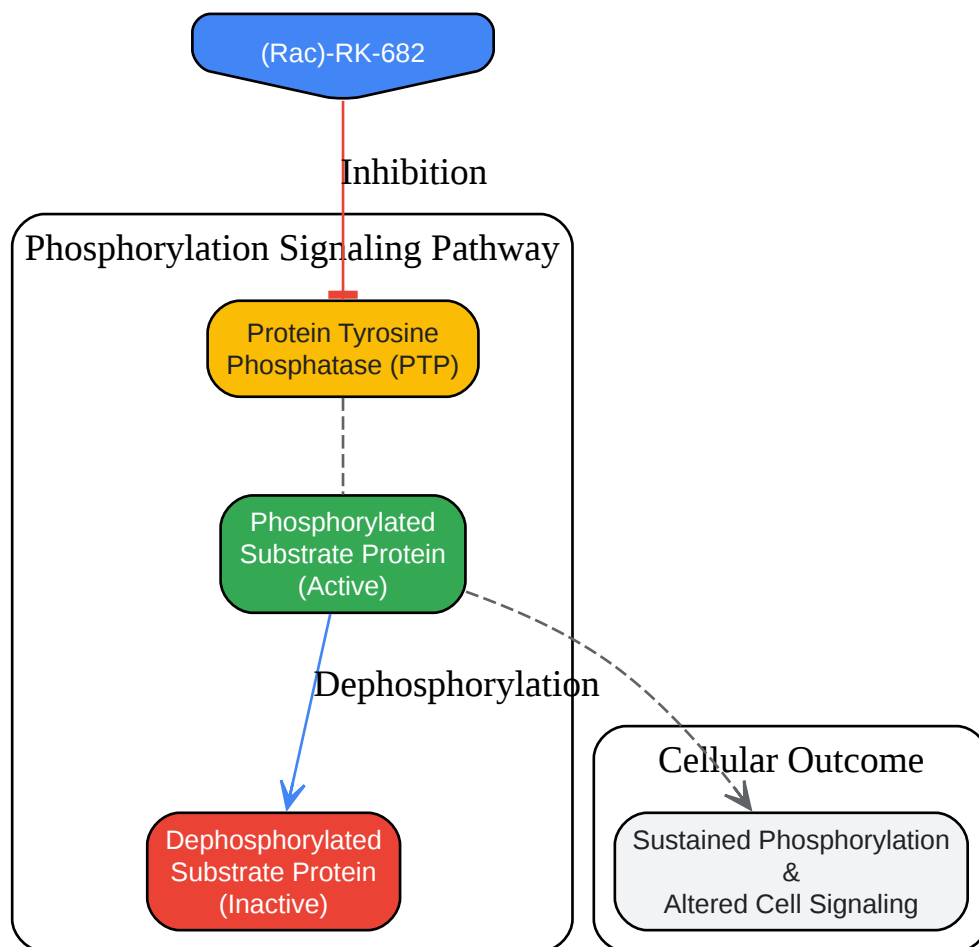 (Rac)-RK-682
Inhibition
Phosphorylation Signaling Pathway
Protein Tyrosine
Phosphatase (PTP)
Phosphorylated
Substrate Protein
(Active)
Dephosphorylation
Dephosphorylated
Substrate Protein
(Inactive)
Cellular Outcome
Sustained Phosphorylation
&
Altered Cell Signaling